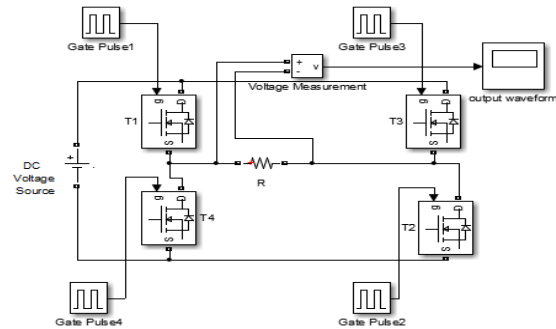 Gate Pulse1
Gate Pulse3
+
-
v
Voltage Measurement
output waveform
g
D
S
T1
g
D
S
T3
DC
Voltage
Source
+
R
g
D
S
T4
g
D
S
T2
Gate Pulse4
Gate Pulse2